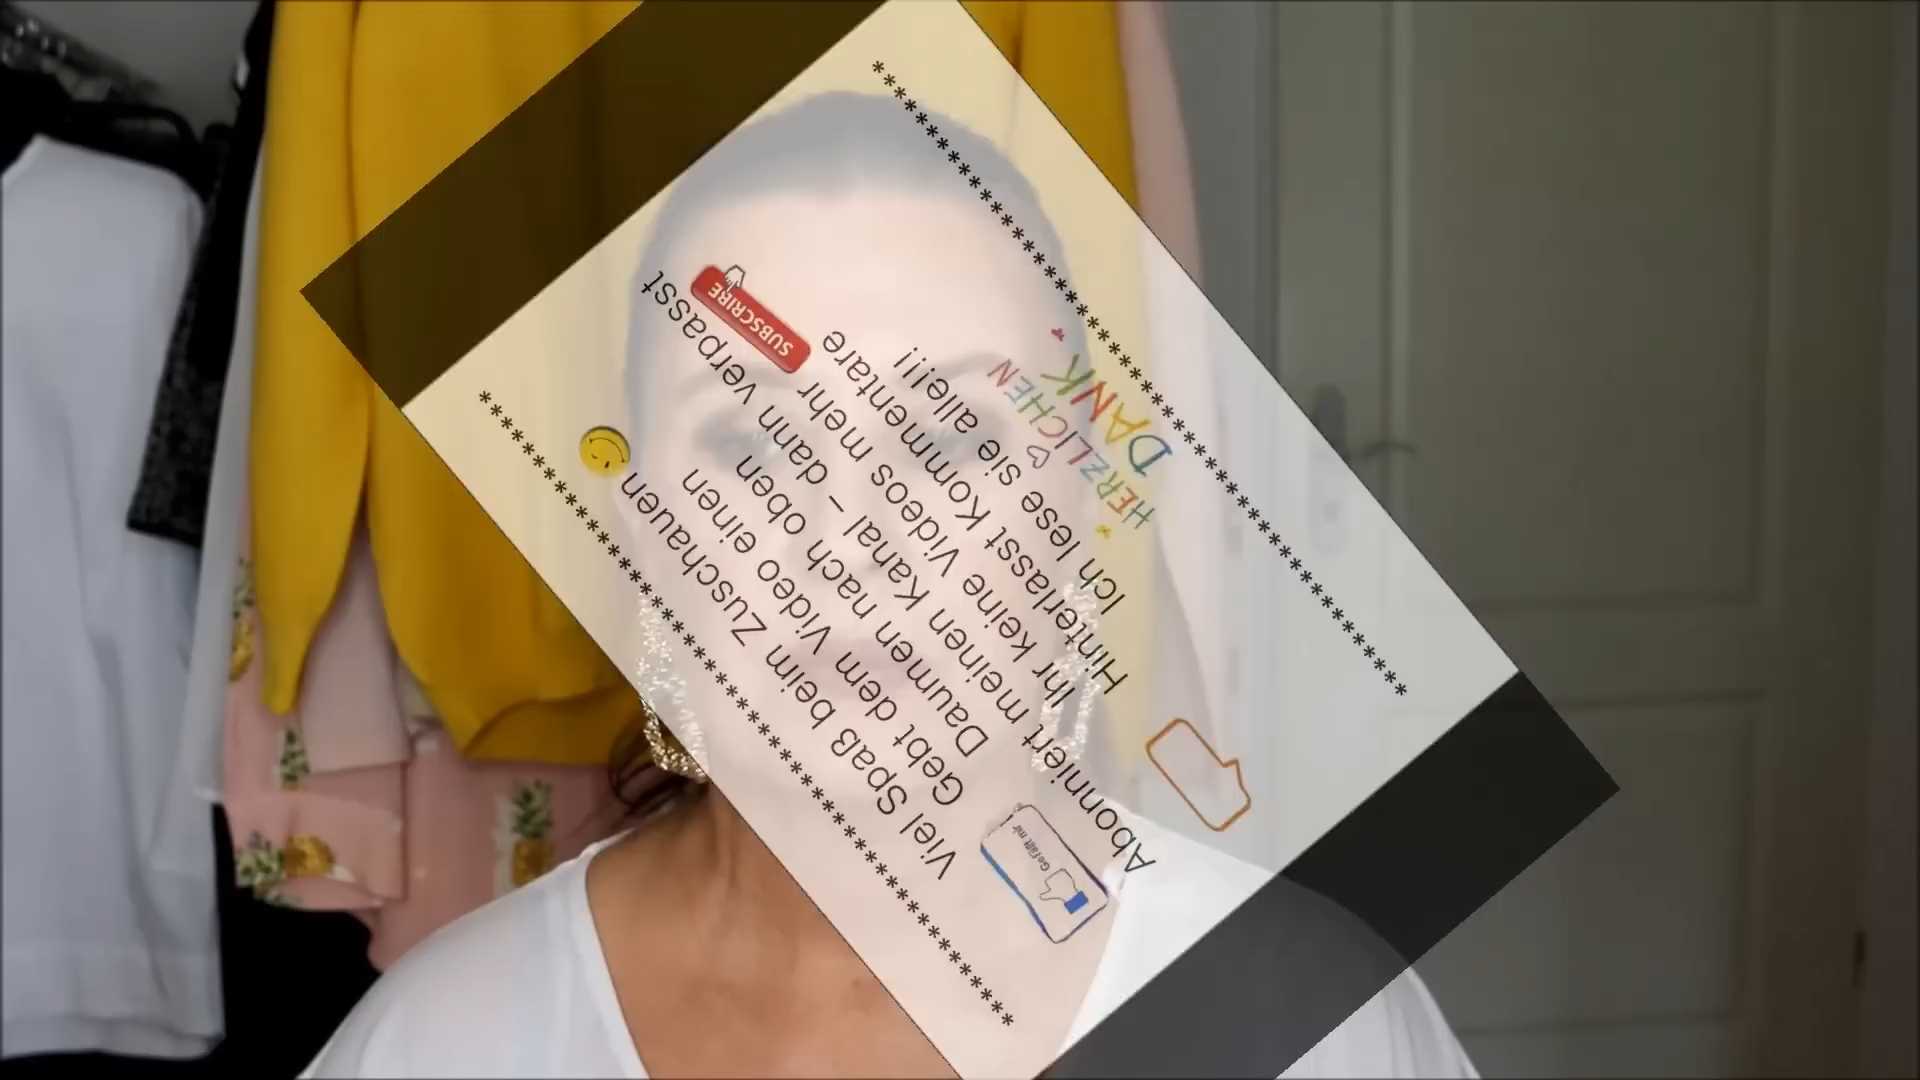 ****************************************************
Viel Spaß beim Zuschauen
Gebt dem Video einen
Daumen nach oben
Gefällt mir
Abonniert meinen Kanal – dann verpasst
Ihr keine Videos mehr
SUBSCRIBE
Hinterlasst Kommentare
Ich lese sie alle!!!
HERZLICHEN
DANK
****************************************************